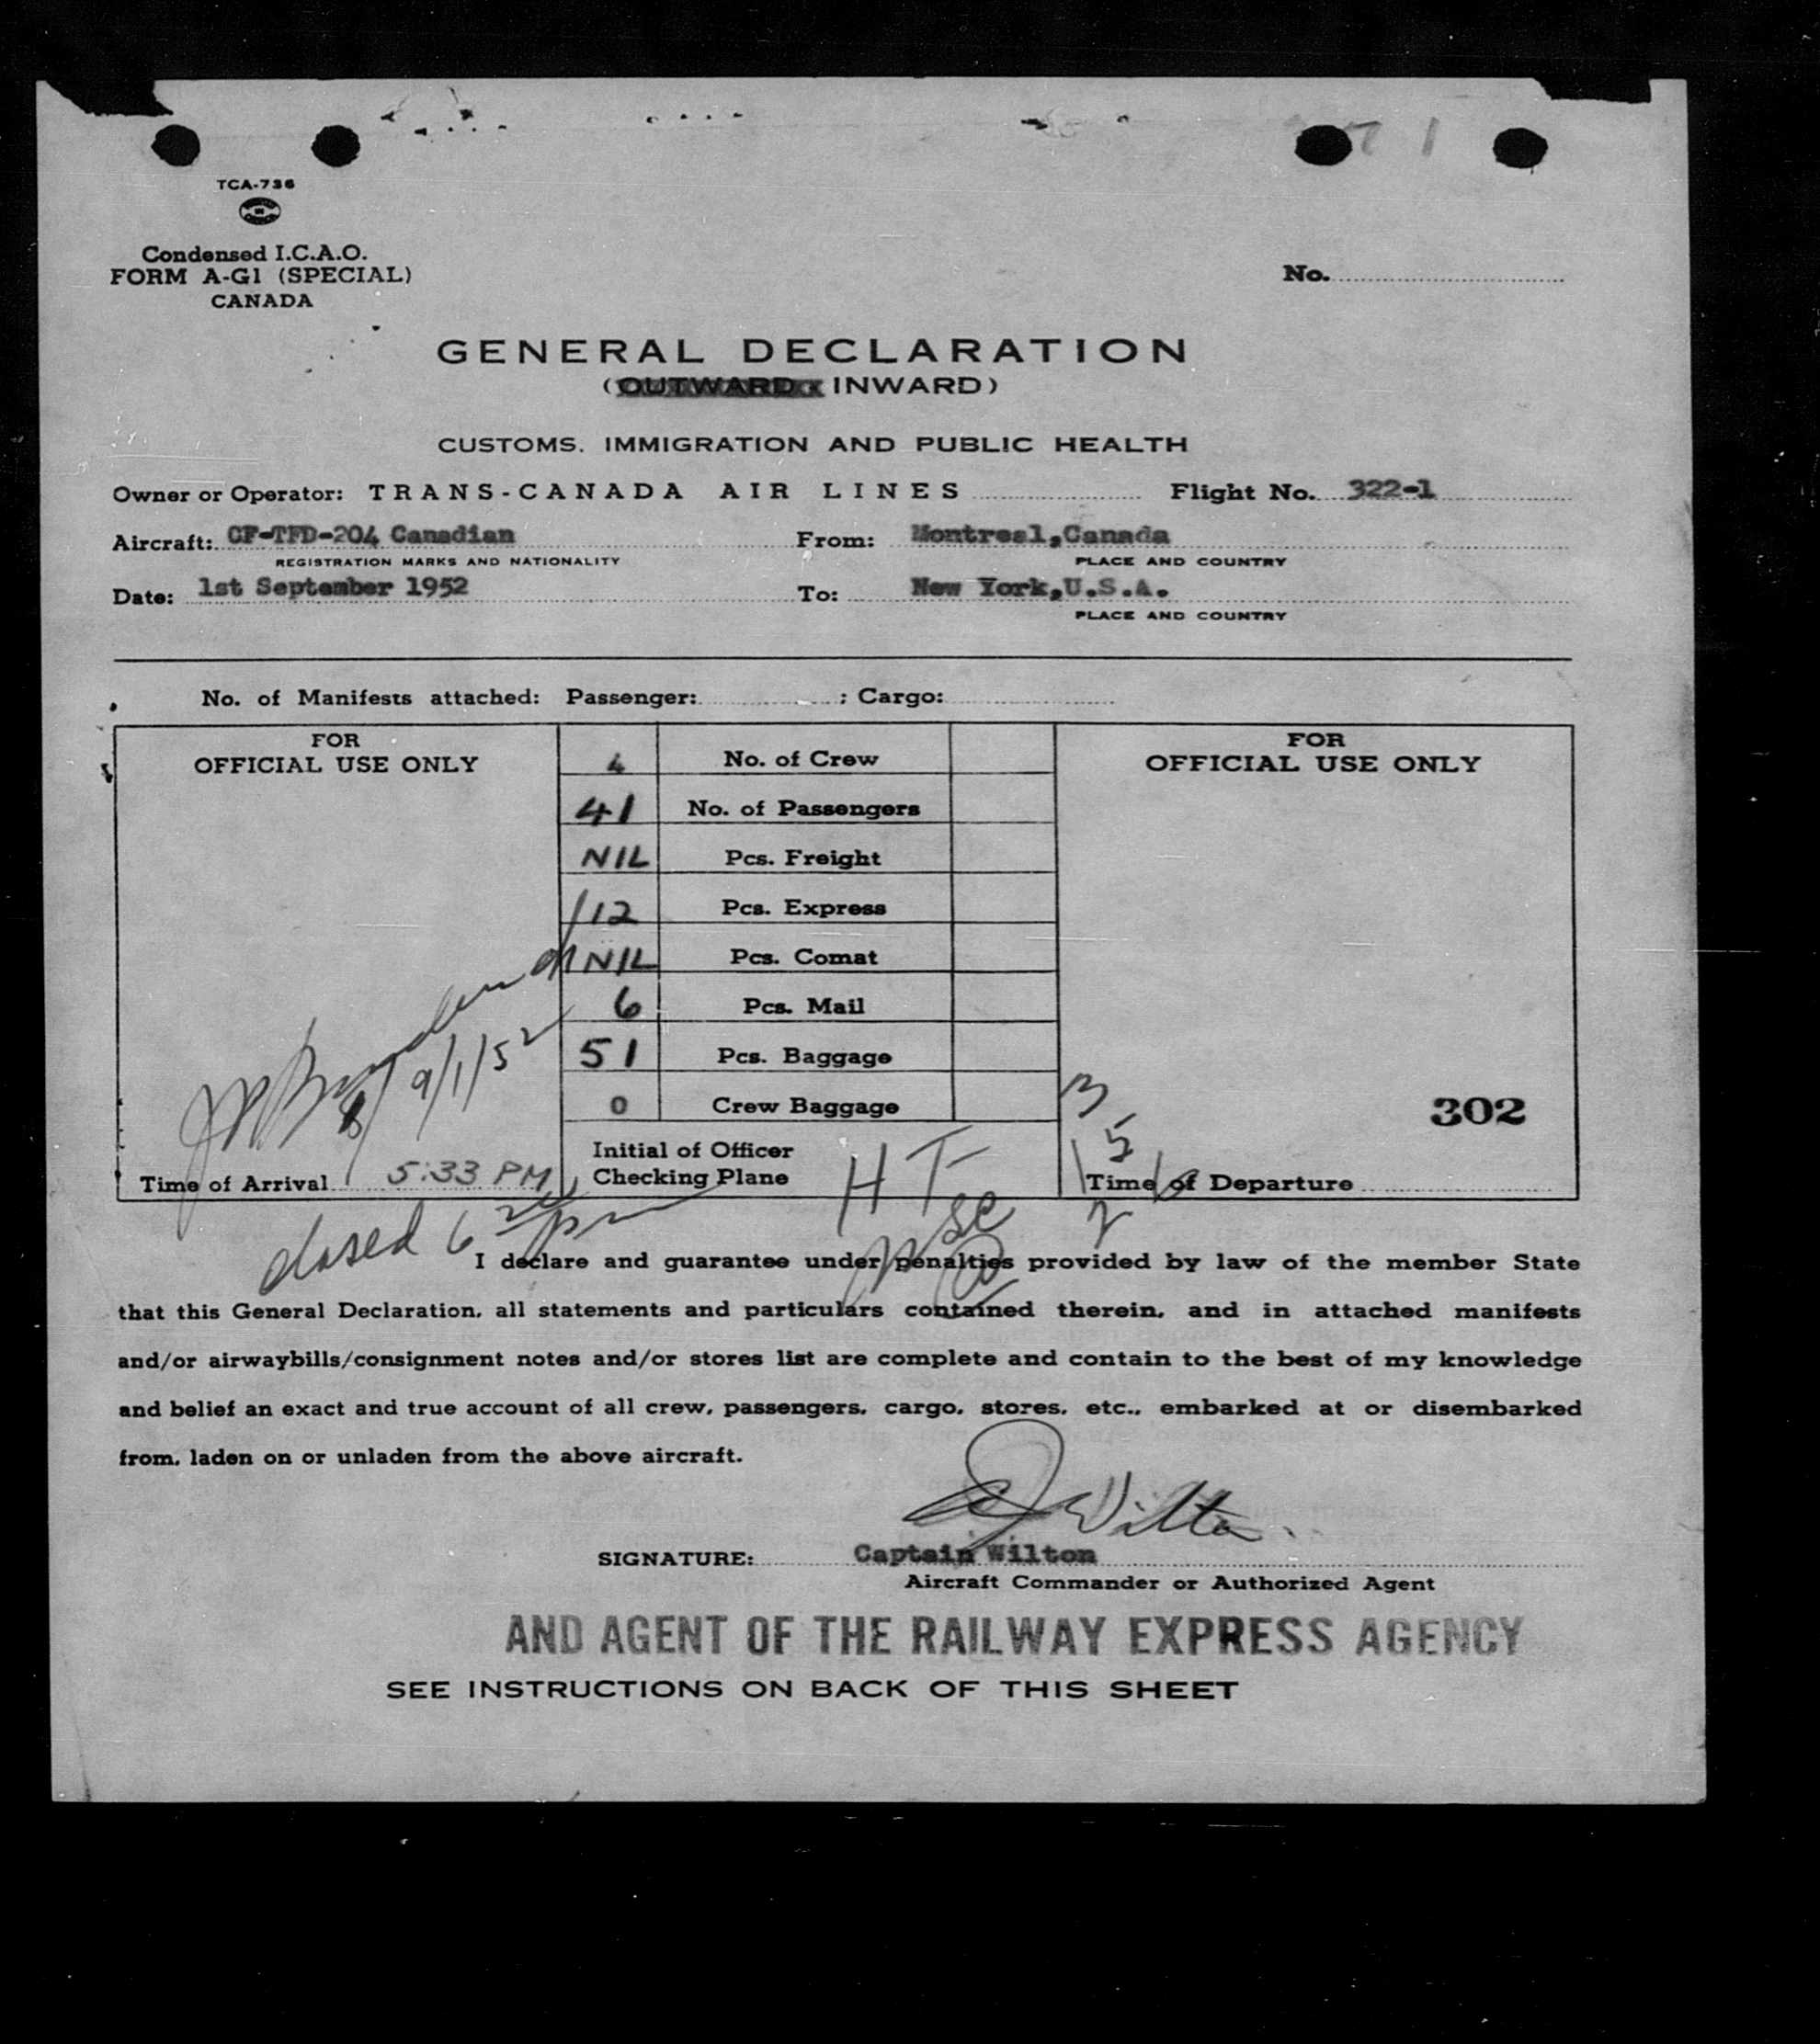 71
TCA-736
Condensed I.C.A.O.
FORM A-G1 (SPECIAL)
CANADA
No.
GENERAL DECLARATION
(OUTWARD INWARD)
CUSTOMS, IMMIGRATION AND PUBLIC HEALTH
Owner or Operator: TRANS-CANADA AIR LINES Flight No. 322-1
Aircraft: CF-TFD-204 Canadian From: Montreal,Canada
REGISTRATION MARKS AND NATIONALITY PLACE AND COUNTRY
Date: 1st September 1952 To: New York,U.S.A.
PLACE AND COUNTRY
No. of Manifests attached: Passenger: ; Cargo:
FOR OFFICIAL USE ONLY
4 No. of Crew
41 No. of Passengers
NIL Pcs. Freight
112 Pcs. Express
NIL Pcs. Comat
6 Pcs. Mail
51 Pcs. Baggage
0 Crew Baggage
9/1/52
Time of Arrival 5:33 PM
Initial of Officer
Checking Plane HT
FOR
OFFICIAL USE ONLY
302
Time of Departure
closed 6 20 pm
I declare and guarantee under penalties provided by law of the member State
that this General Declaration, all statements and particulars contained therein, and in attached manifests
and/or airwaybills/consignment notes and/or stores list are complete and contain to the best of my knowledge
and belief an exact and true account of all crew, passengers, cargo, stores, etc., embarked at or disembarked
from, laden on or unladen from the above aircraft.
Wilton
SIGNATURE: Captain Wilton
Aircraft Commander or Authorized Agent
AND AGENT OF THE RAILWAY EXPRESS AGENCY
SEE INSTRUCTIONS ON BACK OF THIS SHEET